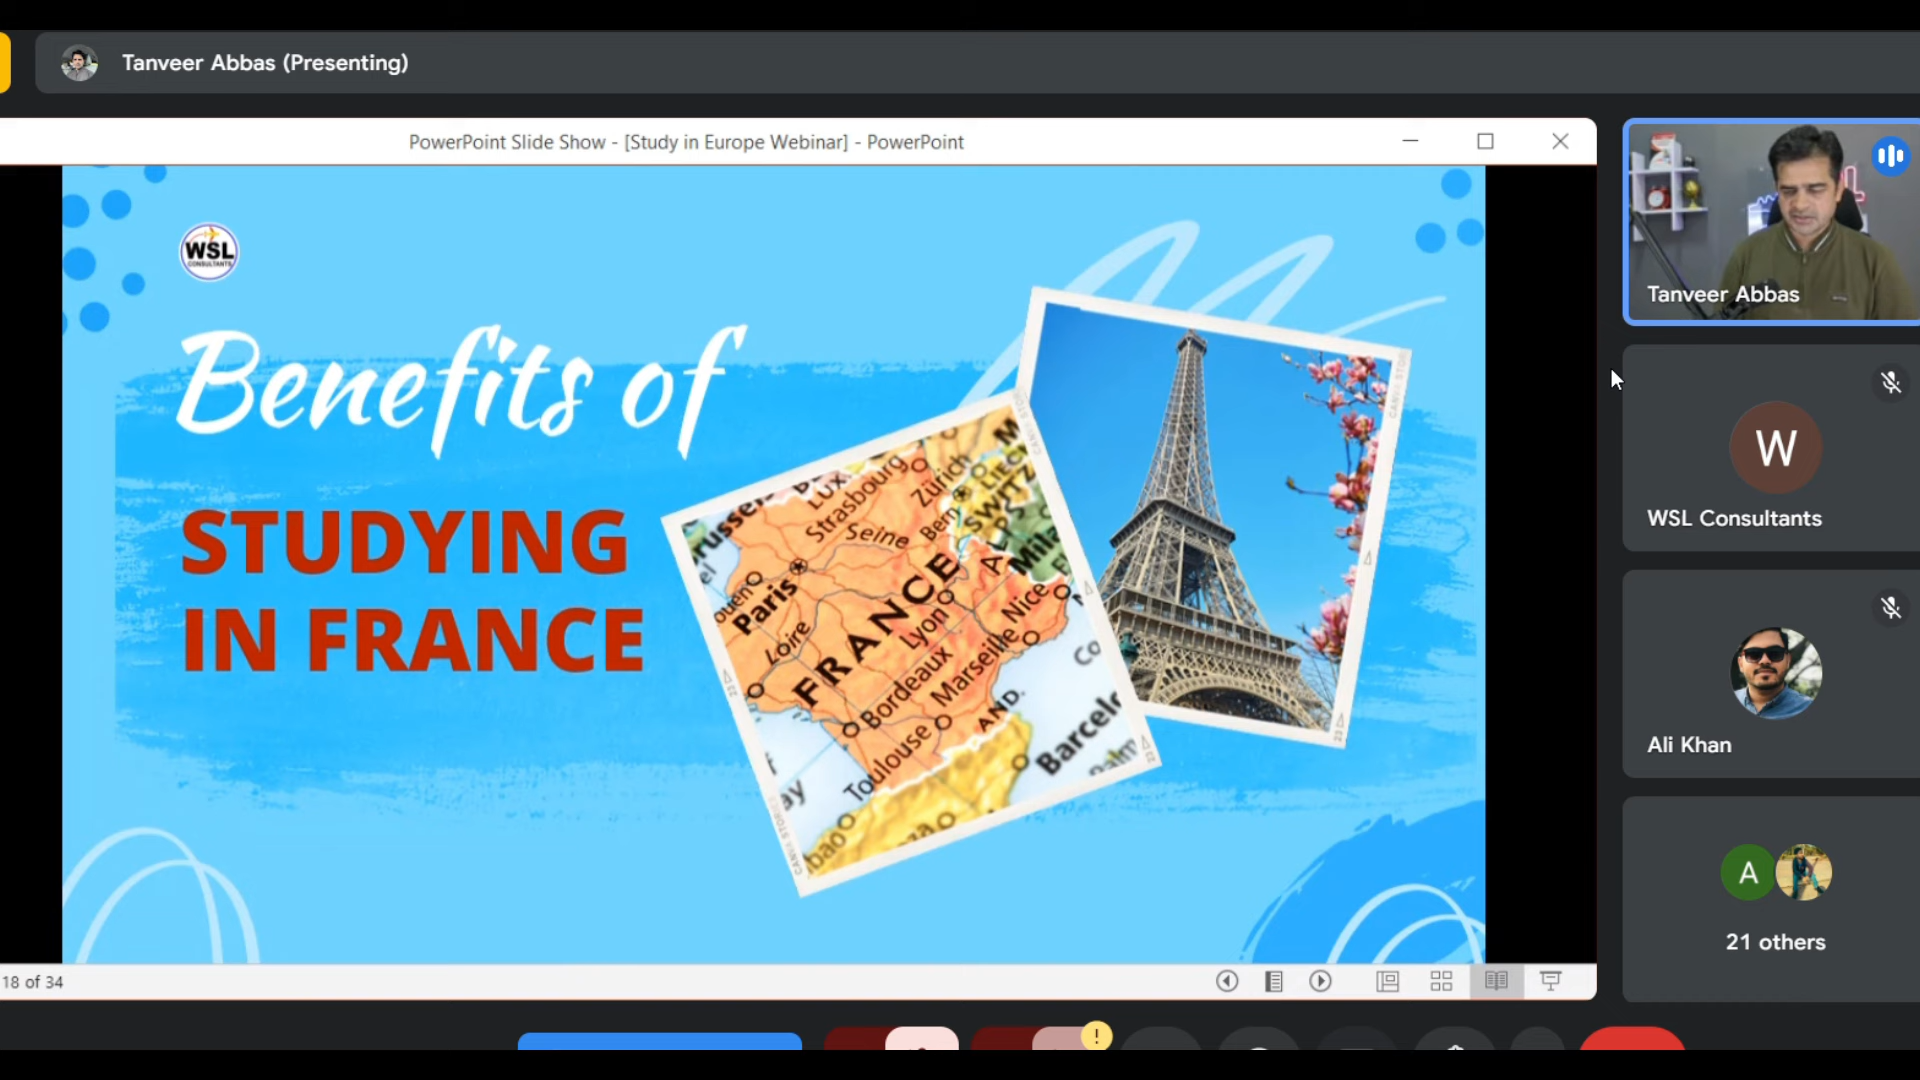 Tanveer Abbas (Presenting)
PowerPoint Slide Show - [Study in Europe Webinar] - PowerPoint
WSL
CONSULTANTS
Benefits of
STUDYING
IN FRANCE
Strasbourg
Zürich
Seine
Bern
Paris
Loire
FRANCE
Lyon
Nice
Bordeaux
Marseille
Toulouse
AND.
Tanveer Abbas
W
WSL Consultants
Ali Khan
A
21 others
18 of 34
!